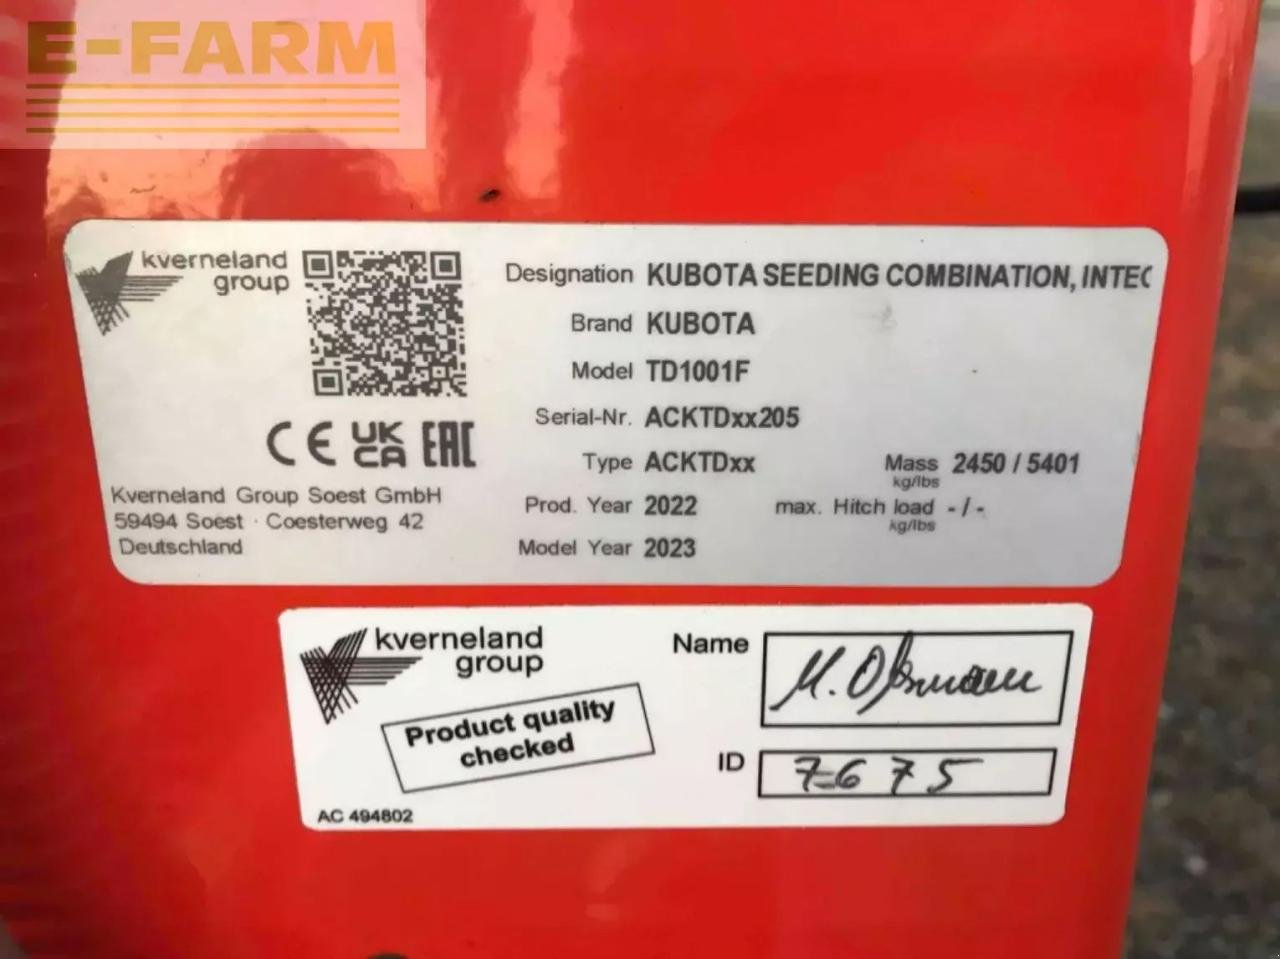 E-FARM
kverneland
group
Designation KUBOTA SEEDING COMBINATION, INTEC
Brand KUBOTA
Model TD1001F
Serial-Nr. ACKTDxx205
Type ACKTDxx
Mass 2450 / 5401
kg/lbs
Prod. Year 2022
max. Hitch load - / -
kg/lbs
Model Year 2023
CE UK CA EAC
Kverneland Group Soest GmbH
59494 Soest · Coesterweg 42
Deutschland
kverneland
group
Product quality
checked
AC 494802
Name
ID 7675